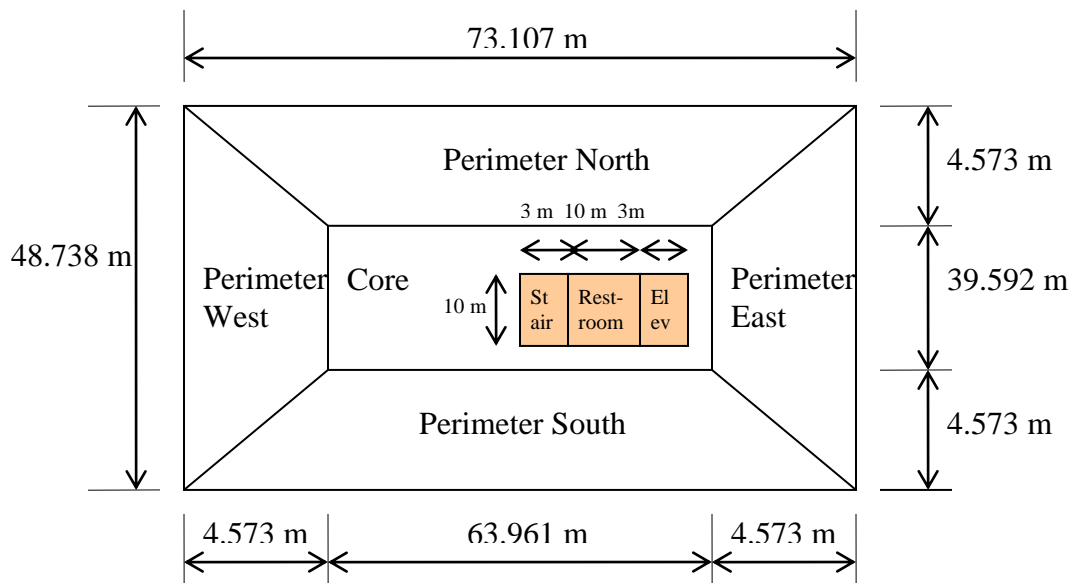 73.107 m
Perimeter North
4.573 m
3 m 10 m 3m
48.738 m
39.592 m
Perimeter
West
Core
10 m
St
air
Rest-
room
El
ev
Perimeter
East
Perimeter South
4.573 m
4.573 m
63.961 m
4.573 m